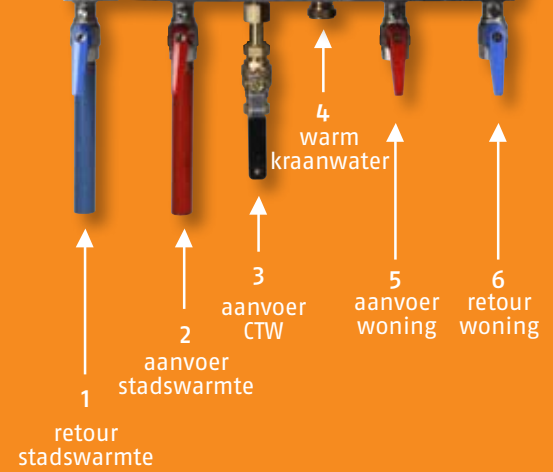 1
retour
stadswarmte
2
aanvoer
stadswarmte
3
aanvoer
CTW
4
warm
kraanwater
5
aanvoer
woning
6
retour
woning